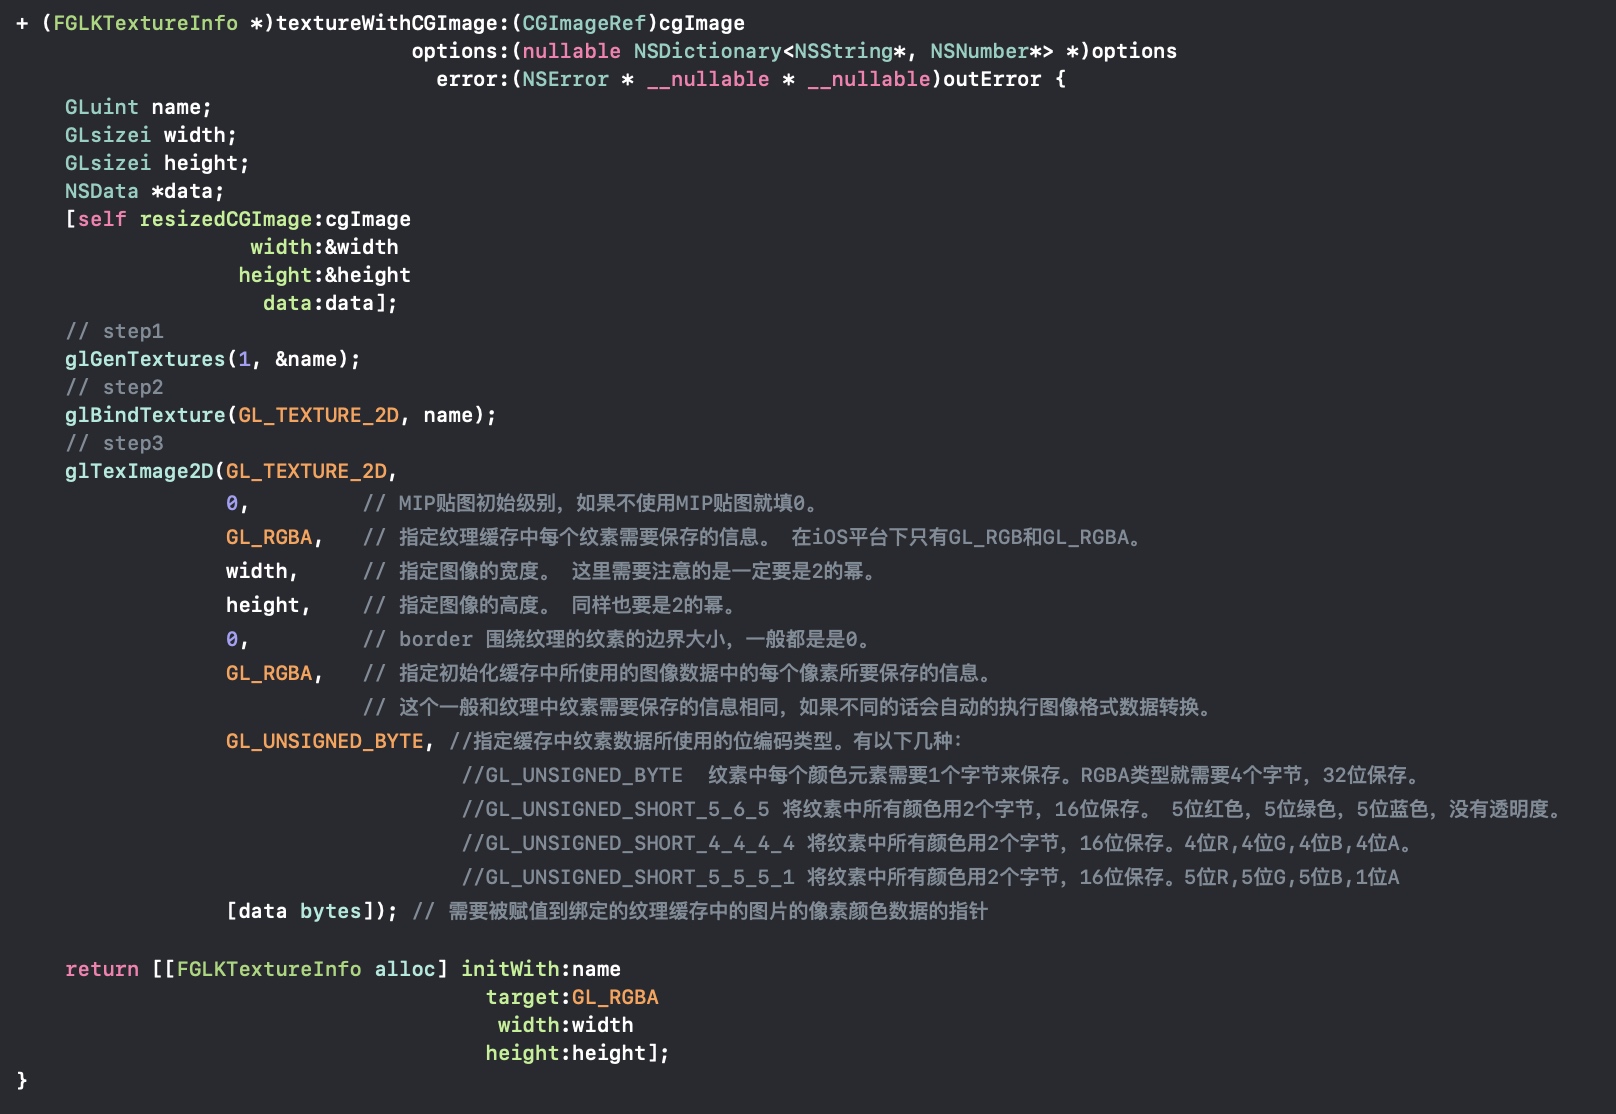 + (FGLKTextureInfo *)textureWithCGImage:(CGImageRef)cgImage
options:(nullable NSDictionary<NSString*, NSNumber*> *)options
error:(NSError * __nullable * __nullable)outError {
GLuint name;
GLsizei width;
GLsizei height;
NSData *data;
[self resizedCGImage:cgImage
width:&width
height:&height
data:data];
// step1
glGenTextures(1, &name);
// step2
glBindTexture(GL_TEXTURE_2D, name);
// step3
glTexImage2D(GL_TEXTURE_2D,
0, // MIP贴图初始级别，如果不使用MIP贴图就填0。
GL_RGBA, // 指定纹理缓存中每个纹素需要保存的信息。 在iOS平台下只有GL_RGB和GL_RGBA。
width, // 指定图像的宽度。 这里需要注意的是一定要是2的幂。
height, // 指定图像的高度。 同样也要是2的幂。
0, // border 围绕纹理的纹素的边界大小，一般都是是0。
GL_RGBA, // 指定初始化缓存中所使用的图像数据中的每个像素所要保存的信息。
// 这个一般和纹理中纹素需要保存的信息相同，如果不同的话会自动的执行图像格式数据转换。
GL_UNSIGNED_BYTE, //指定缓存中纹素数据所使用的位编码类型。有以下几种：
//GL_UNSIGNED_BYTE 纹素中每个颜色元素需要1个字节来保存。RGBA类型就需要4个字节，32位保存。
//GL_UNSIGNED_SHORT_5_6_5 将纹素中所有颜色用2个字节，16位保存。 5位红色，5位绿色，5位蓝色，没有透明度。
//GL_UNSIGNED_SHORT_4_4_4_4 将纹素中所有颜色用2个字节，16位保存。4位R,4位G,4位B,4位A。
//GL_UNSIGNED_SHORT_5_5_5_1 将纹素中所有颜色用2个字节，16位保存。5位R,5位G,5位B,1位A
[data bytes]); // 需要被赋值到绑定的纹理缓存中的图片的像素颜色数据的指针
return [[FGLKTextureInfo alloc] initWith:name
target:GL_RGBA
width:width
height:height];
}